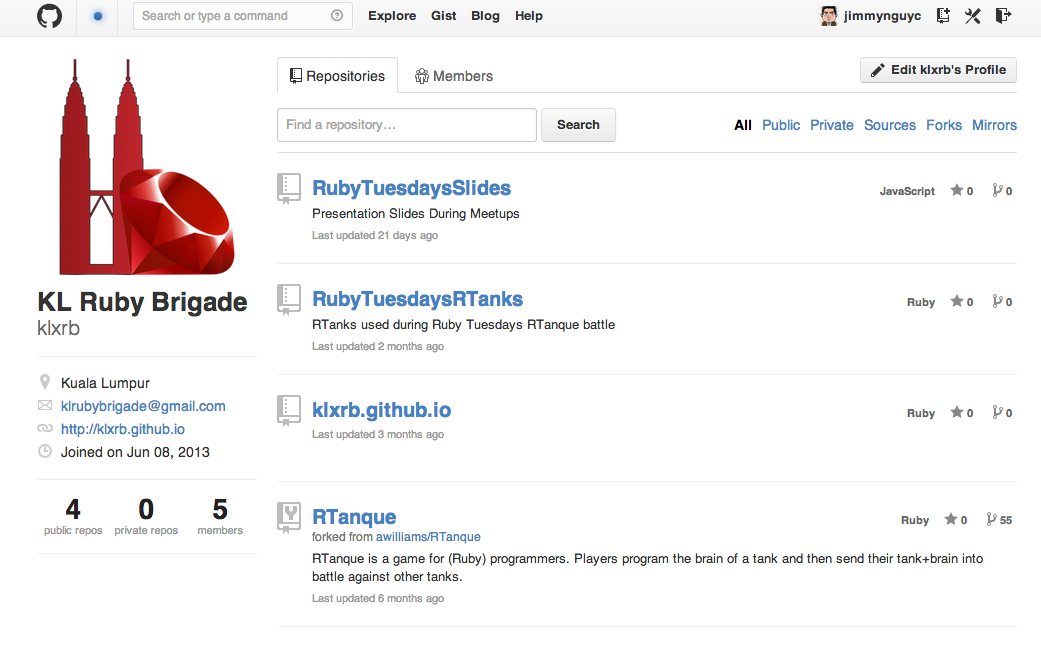 Search or type a command
Explore Gist Blog Help
jimmynguyc
Repositories
Members
Edit klxrb's Profile
Find a repository...
Search
All Public Private Sources Forks Mirrors
KL Ruby Brigade
klxrb
Kuala Lumpur
klrubybrigade@gmail.com
http://klxrb.github.io
Joined on Jun 08, 2013
4 0 5
public repos private repos members
RubyTuesdaysSlides
JavaScript 0 0
Presentation Slides During Meetups
Last updated 21 days ago
RubyTuesdaysRTanks
Ruby 0 0
RTanks used during Ruby Tuesdays RTanque battle
Last updated 2 months ago
klxrb.github.io
Ruby 0 0
Last updated 3 months ago
RTanque
Ruby 0 55
forked from awilliams/RTanque
RTanque is a game for (Ruby) programmers. Players program the brain of a tank and then send their tank+brain into
battle against other tanks.
Last updated 6 months ago